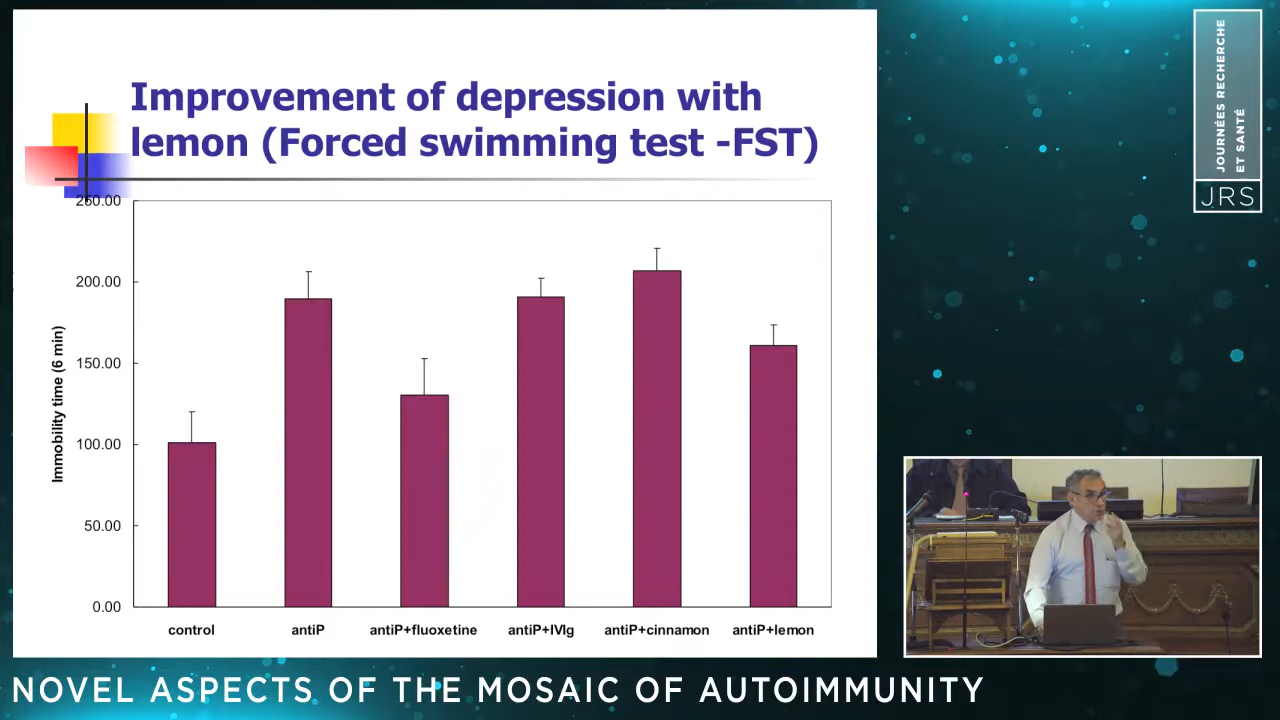 Improvement of depression with
lemon (Forced swimming test -FST)
250.00
200.00
150.00
100.00
50.00
0.00
Immobility time (6 min)
control
antiP
antiP+fluoxetine
antiP+IVIg
antiP+cinnamon
antiP+lemon
JOURNÉES RECHERCHE
ET SANTÉ
JRS
NOVEL ASPECTS OF THE MOSAIC OF AUTOIMMUNITY